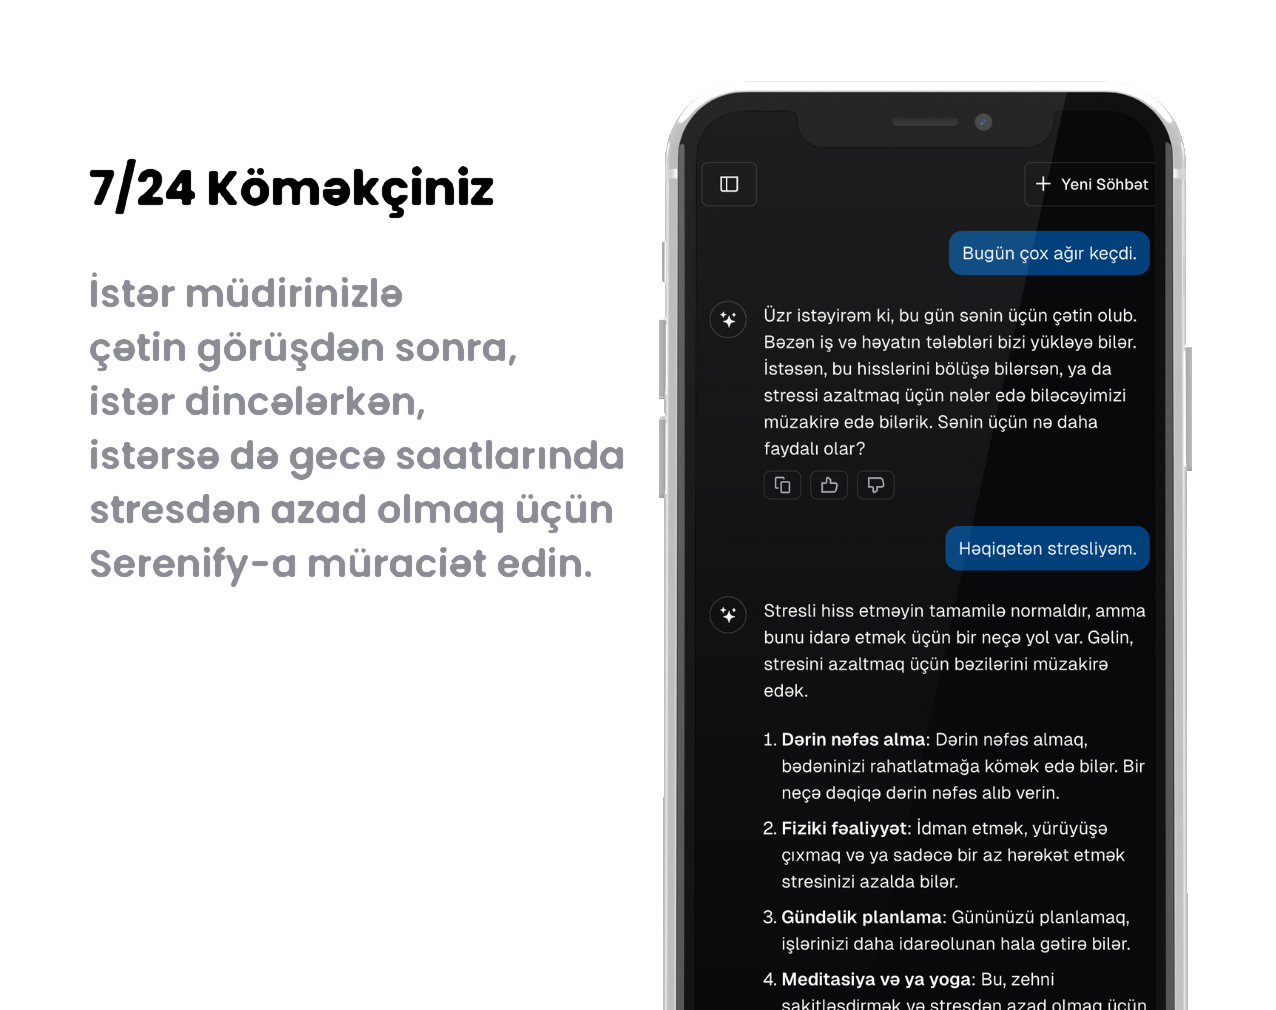 7/24 Köməkçiniz
İstər müdirinizlə
çətin görüşdən sonra,
istər dincələrkən,
istərsə də gecə saatlarında
stresdən azad olmaq üçün
Serenify-a müraciət edin.
Yeni Söhbət
Bugün çox ağır keçdi.
Üzr istəyirəm ki, bu gün sənin üçün çətin olub.
Bəzən iş və həyatın tələbləri bizi yükləyə bilər.
İstəsən, bu hisslərini bölüşə bilərsən, ya da
stressi azaltmaq üçün nələr edə biləcəyimizi
müzakirə edə bilərik. Sənin üçün nə daha
faydalı olar?
Həqiqətən stresliyəm.
Stresli hiss etməyin tamamilə normaldır, amma
bunu idarə etmək üçün bir neçə yol var. Gəlin,
stresini azaltmaq üçün bəzilərini müzakirə
edək.
1. Dərin nəfəs alma: Dərin nəfəs almaq,
bədəninizi rahatlatmağa kömək edə bilər. Bir
neçə dəqiqə dərin nəfəs alıb verin.
2. Fiziki fəaliyyət: İdman etmək, yürüyüşə
çıxmaq və ya sadəcə bir az hərəkət etmək
stresinizi azalda bilər.
3. Gündəlik planlama: Gününüzü planlamaq,
işlərinizi daha idarəolunan hala gətirə bilər.
4. Meditasiya və ya yoga: Bu, zehni
sakitləşdirmək və stresdən azad olmaq üçün